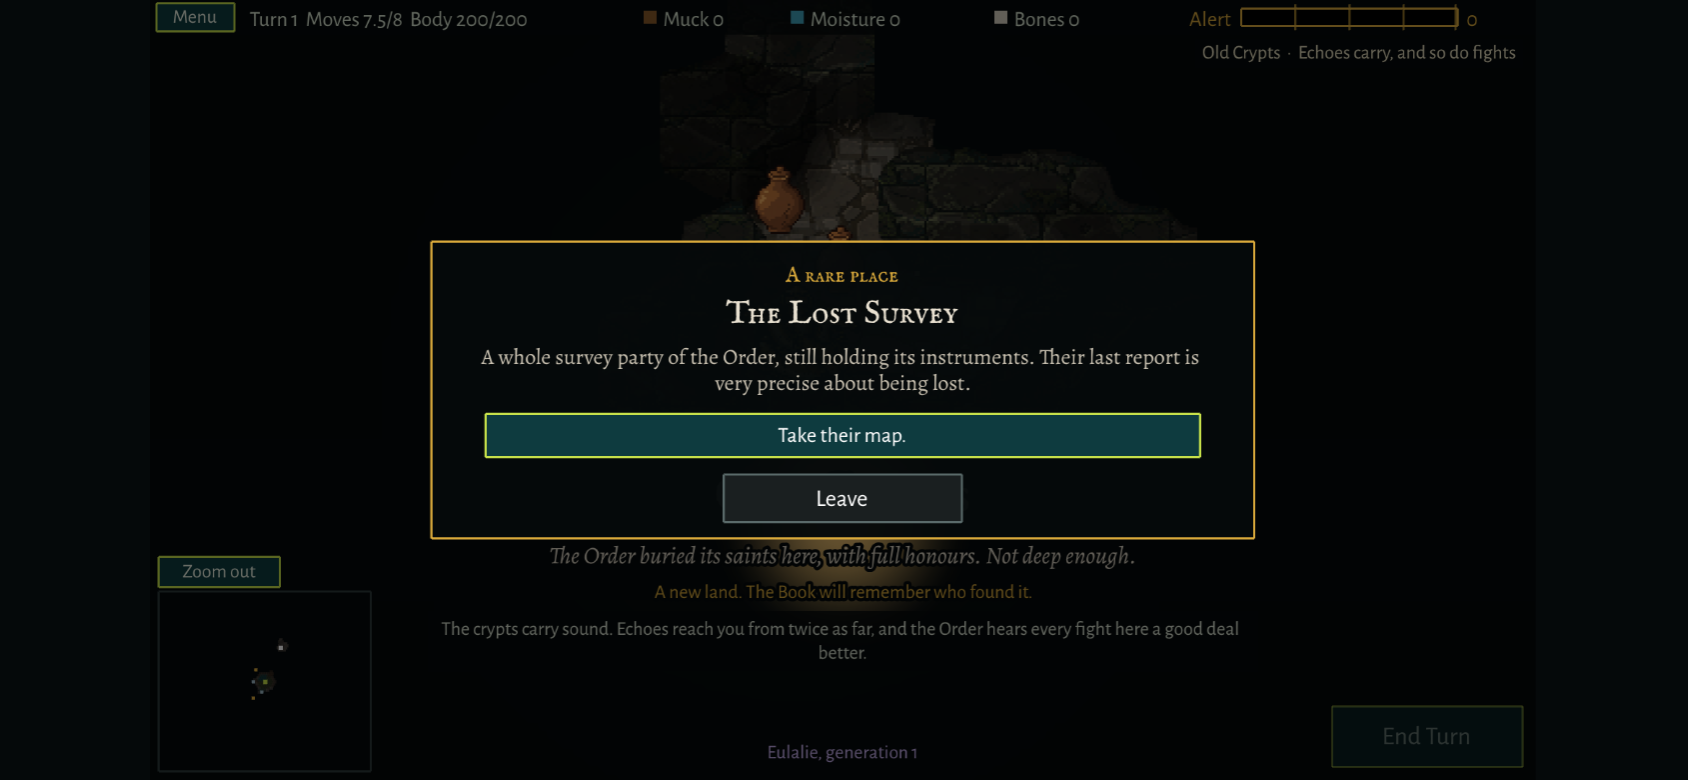 Menu
Turn 1 Moves 7.5/8 Body 200/200
Muck 0
Moisture 0
Bones 0
Alert
0
Old Crypts · Echoes carry, and so do fights
A RARE PLACE
THE LOST SURVEY
A whole survey party of the Order, still holding its instruments. Their last report is
very precise about being lost.
Take their map.
Leave
The Order buried its saints here, with full honours. Not deep enough.
Zoom out
A new land. The Book will remember who found it.
The crypts carry sound. Echoes reach you from twice as far, and the Order hears every fight here a good deal
better.
End Turn
Eulalie, generation 1